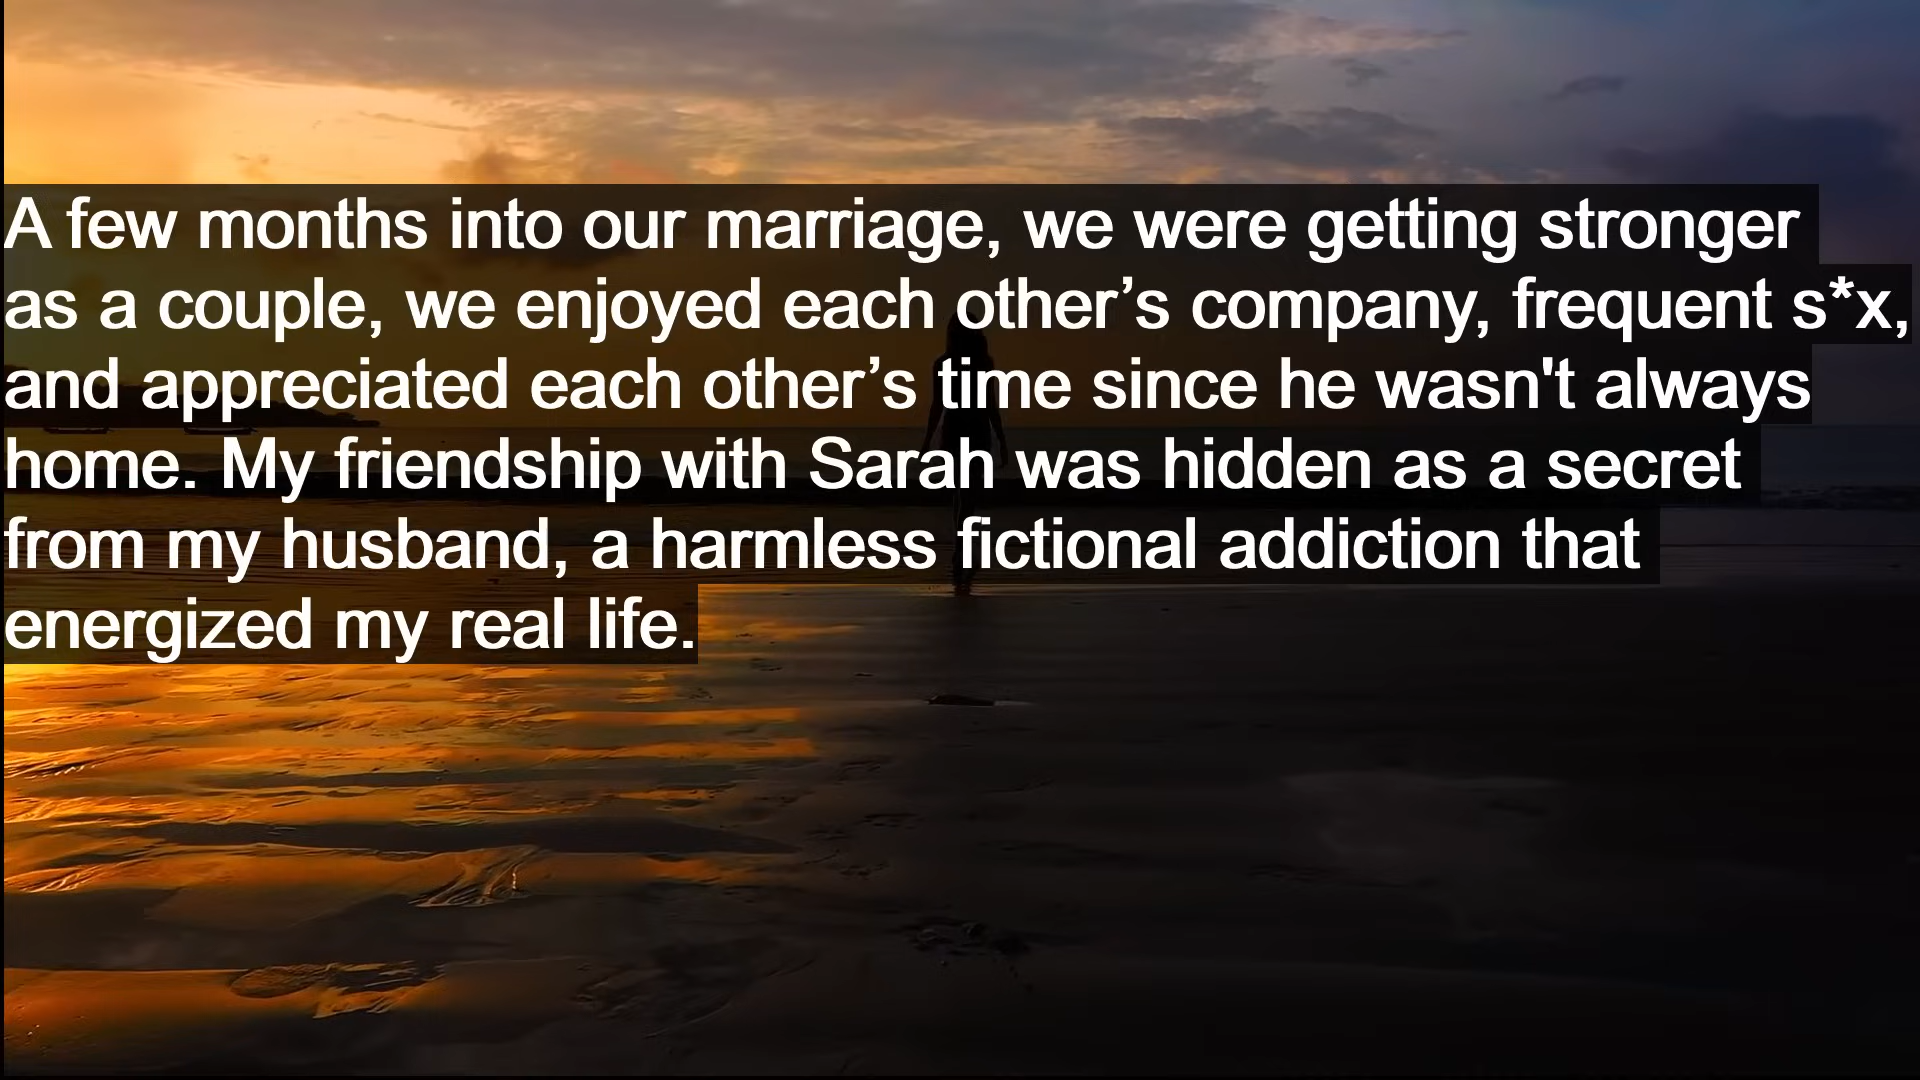 A few months into our marriage, we were getting stronger
as a couple, we enjoyed each other’s company, frequent s*x,
and appreciated each other’s time since he wasn't always
home. My friendship with Sarah was hidden as a secret
from my husband, a harmless fictional addiction that
energized my real life.